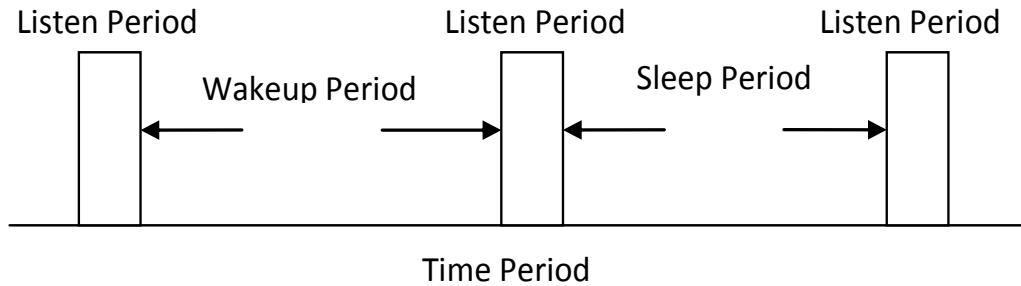 Listen Period
Listen Period
Listen Period
Wakeup Period
Sleep Period
Time Period